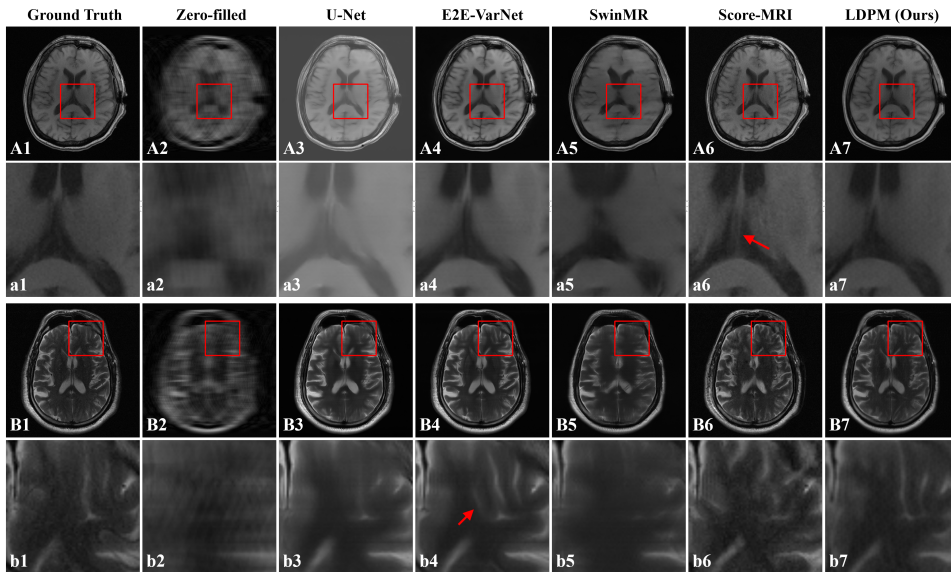 Ground Truth Zero-filled U-Net E2E-VarNet SwinMR Score-MRI LDPM (Ours)
A1 A2 A3 A4 A5 A6 A7
a1 a2 a3 a4 a5 a6 a7
B1 B2 B3 B4 B5 B6 B7
b1 b2 b3 b4 b5 b6 b7